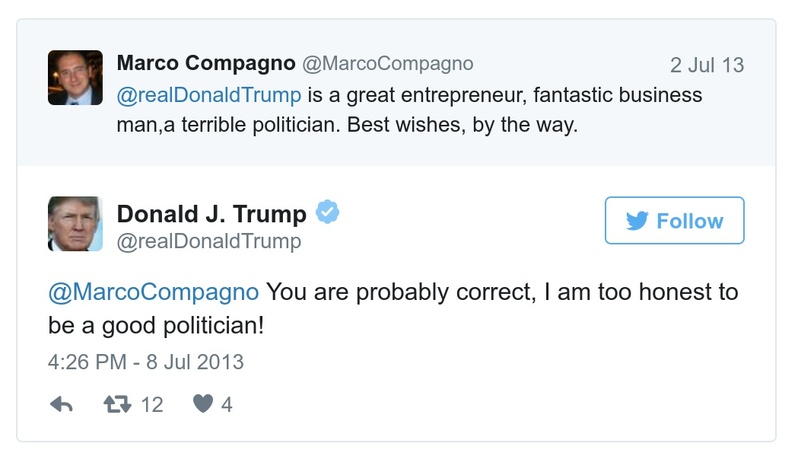 Marco Compagno @MarcoCompagno 2 Jul 13
@realDonaldTrump is a great entrepreneur, fantastic business
man,a terrible politician. Best wishes, by the way.
Donald J. Trump
@realDonaldTrump
Follow
@MarcoCompagno You are probably correct, I am too honest to
be a good politician!
4:26 PM - 8 Jul 2013
12 4